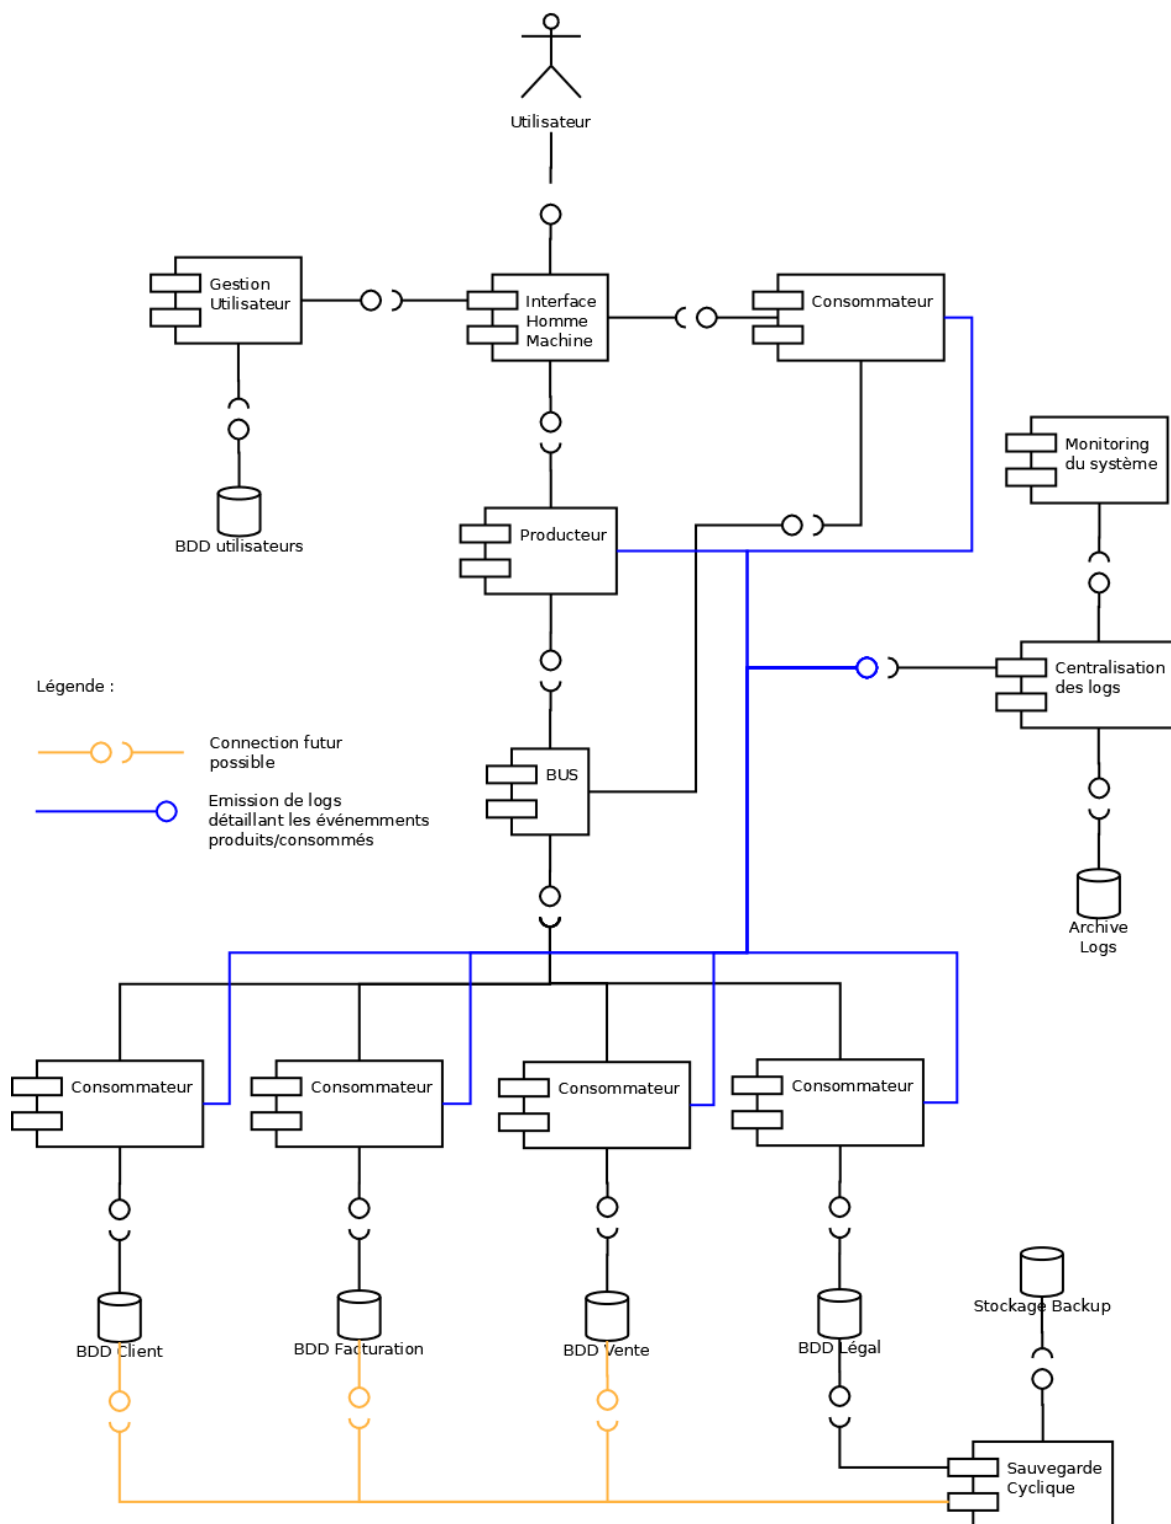 Utilisateur
Gestion
Utilisateur
Interface
Homme
Machine
Consommateur
Monitoring
du système
BDD utilisateurs
Producteur
Centralisation
des logs
Légende :
Connection futur
possible
BUS
Emission de logs
détaillant les événemments
produits/consommés
Archive
Logs
Consommateur
Consommateur
Consommateur
Consommateur
Stockage Backup
BDD Client
BDD Facturation
BDD Vente
BDD Légal
Sauvegarde
Cyclique